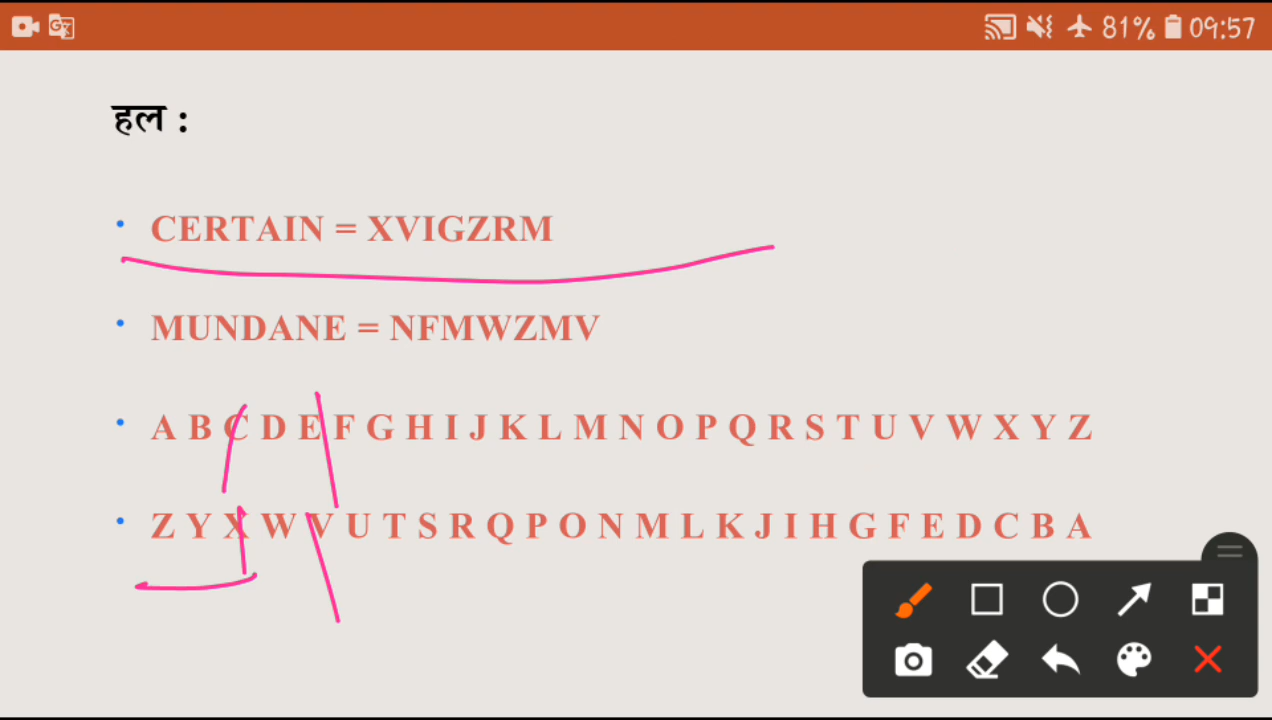 81% 09:57
हल :
• CERTAIN = XVIGZRM
• MUNDANE = NFMWZMV
• A B C D E F G H I J K L M N O P Q R S T U V W X Y Z
• Z Y X W V U T S R Q P O N M L K J I H G F E D C B A